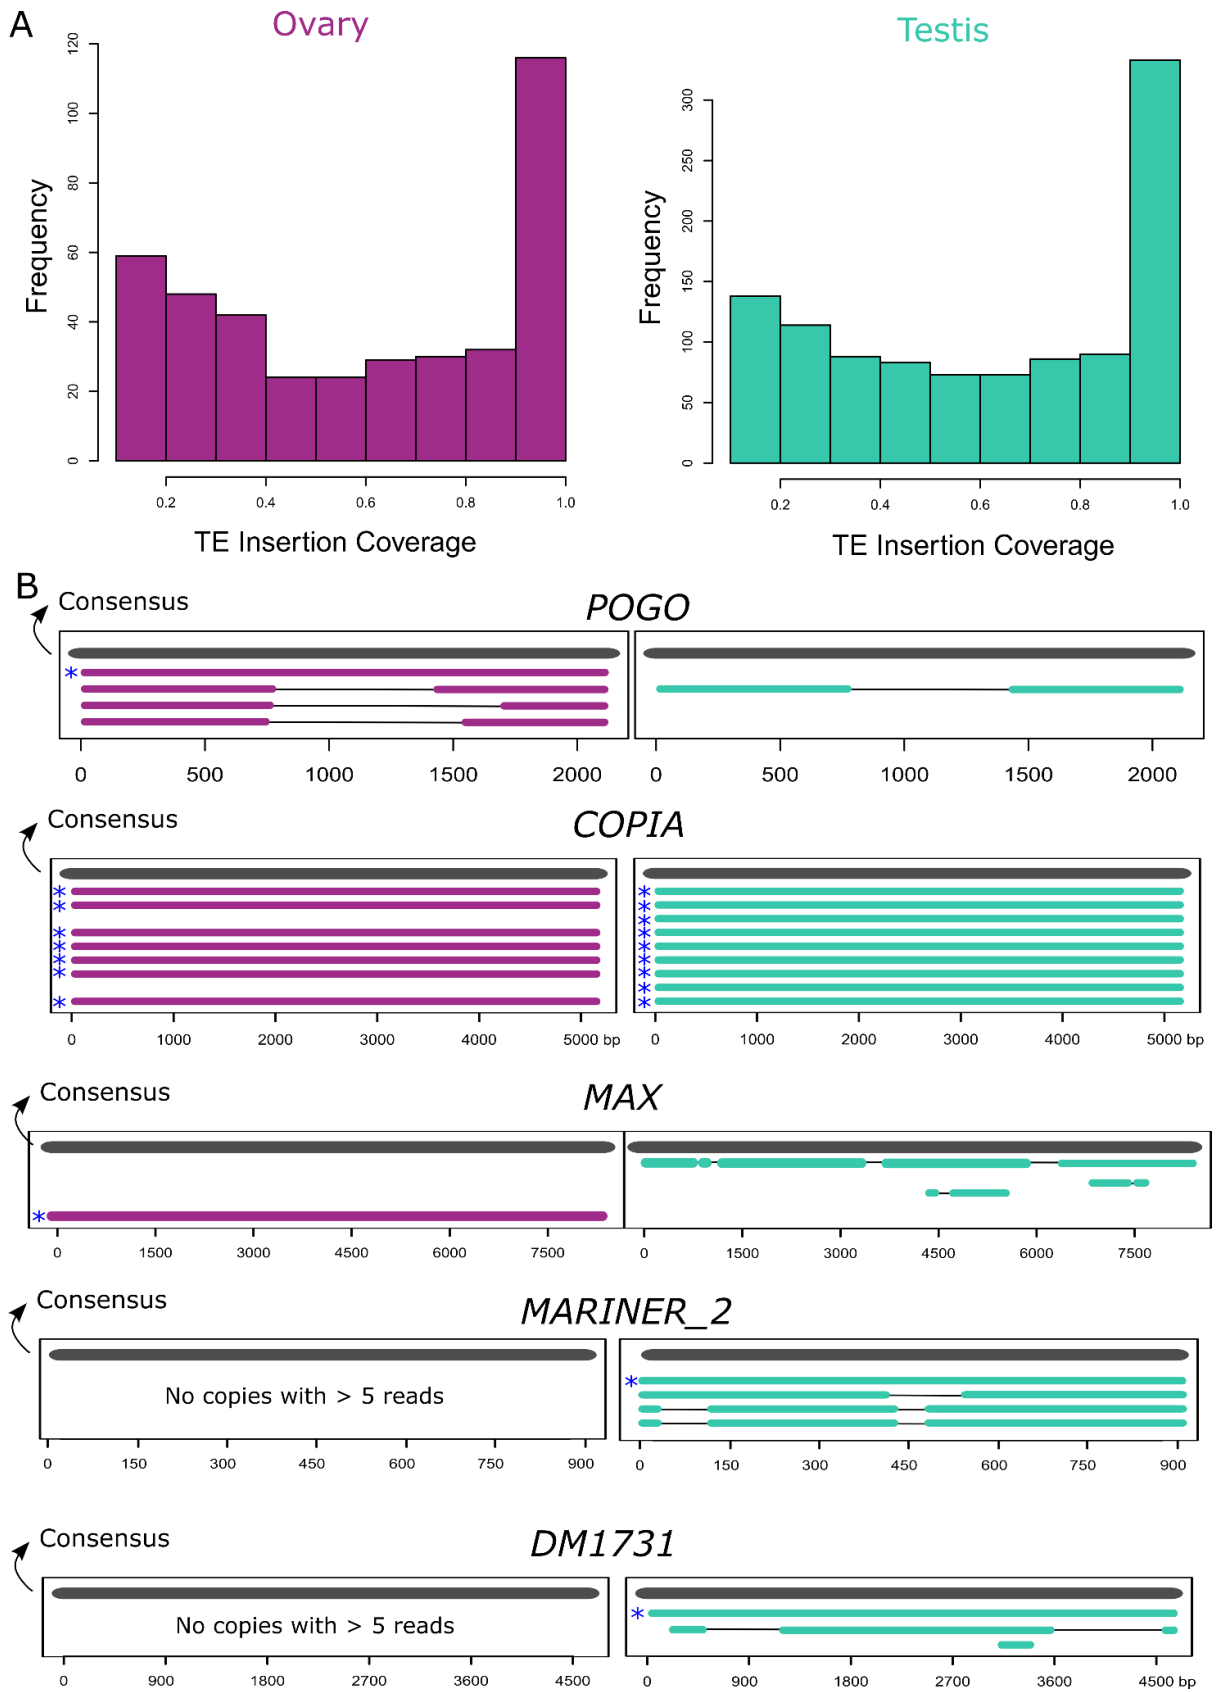 A
Ovary
Testis
Frequency
0 20 40 60 80 100 120
0.2 0.4 0.6 0.8 1.0
TE Insertion Coverage
Frequency
0 50 100 150 200 250 300
0.2 0.4 0.6 0.8 1.0
TE Insertion Coverage
B
Consensus
POGO
*
0 500 1000 1500 2000
0 500 1000 1500 2000
Consensus
COPIA
* *
* *
*
* *
* *
* *
* *
*
* *
0 1000 2000 3000 4000 5000 bp
0 1000 2000 3000 4000 5000 bp
Consensus
MAX
*
0 1500 3000 4500 6000 7500
0 1500 3000 4500 6000 7500
Consensus
MARINER_2
No copies with > 5 reads
*
0 150 300 450 600 750 900
0 150 300 450 600 750 900
Consensus
DM1731
No copies with > 5 reads
*
0 900 1800 2700 3600 4500
0 900 1800 2700 3600 4500 bp